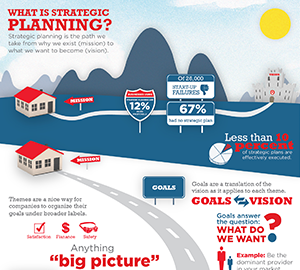 WHAT IS STRATEGIC
PLANNING?
Strategic planning is the path we
take from why we exist (mission) to
what we want to become (vision).
Of 26,000
START-UP
FAILURES
MISSION
12%
67%
had no strategic plan
Less than 10
percent
of strategic plans are
effectively executed.
MISSION
GOALS
Goals are a translation of the
vision as it applies to each theme.
GOALS VISION
Themes are a nice way for
companies to organize their
goals under broader labels.
Satisfaction Finance Safety
Goals answer
the question:
WHAT DO
WE WANT?
Anything
"big picture"
Example: Be the
dominant provider
in your market